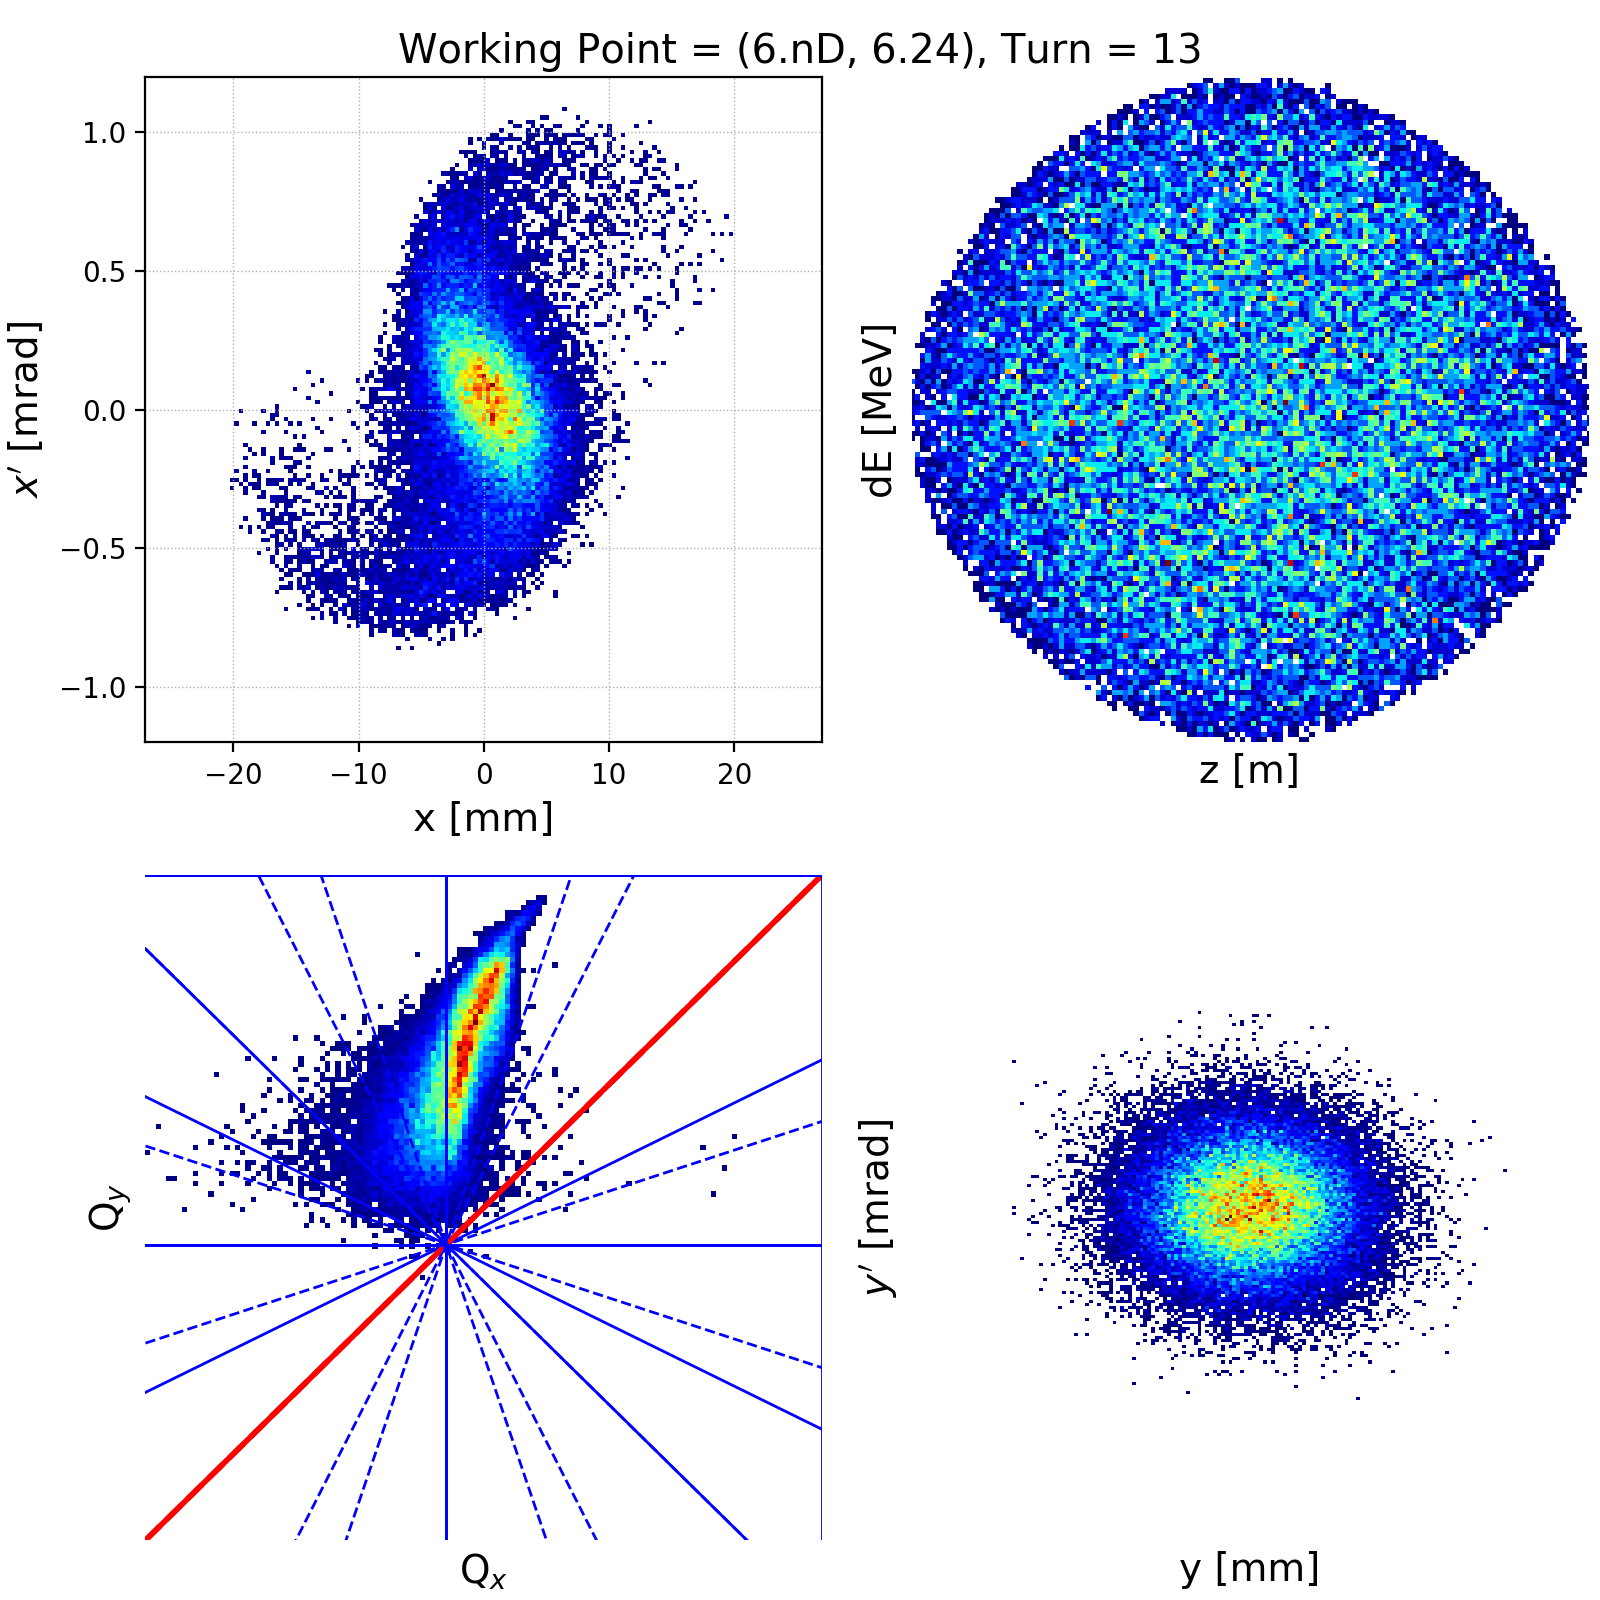 Working Point = (6.nD, 6.24), Turn = 13
1.0
0.5
0.0
−0.5
−1.0
x′ [mrad]
−20 −10 0 10 20
x [mm]
dE [MeV]
z [m]
Qy
Qx
y′ [mrad]
y [mm]